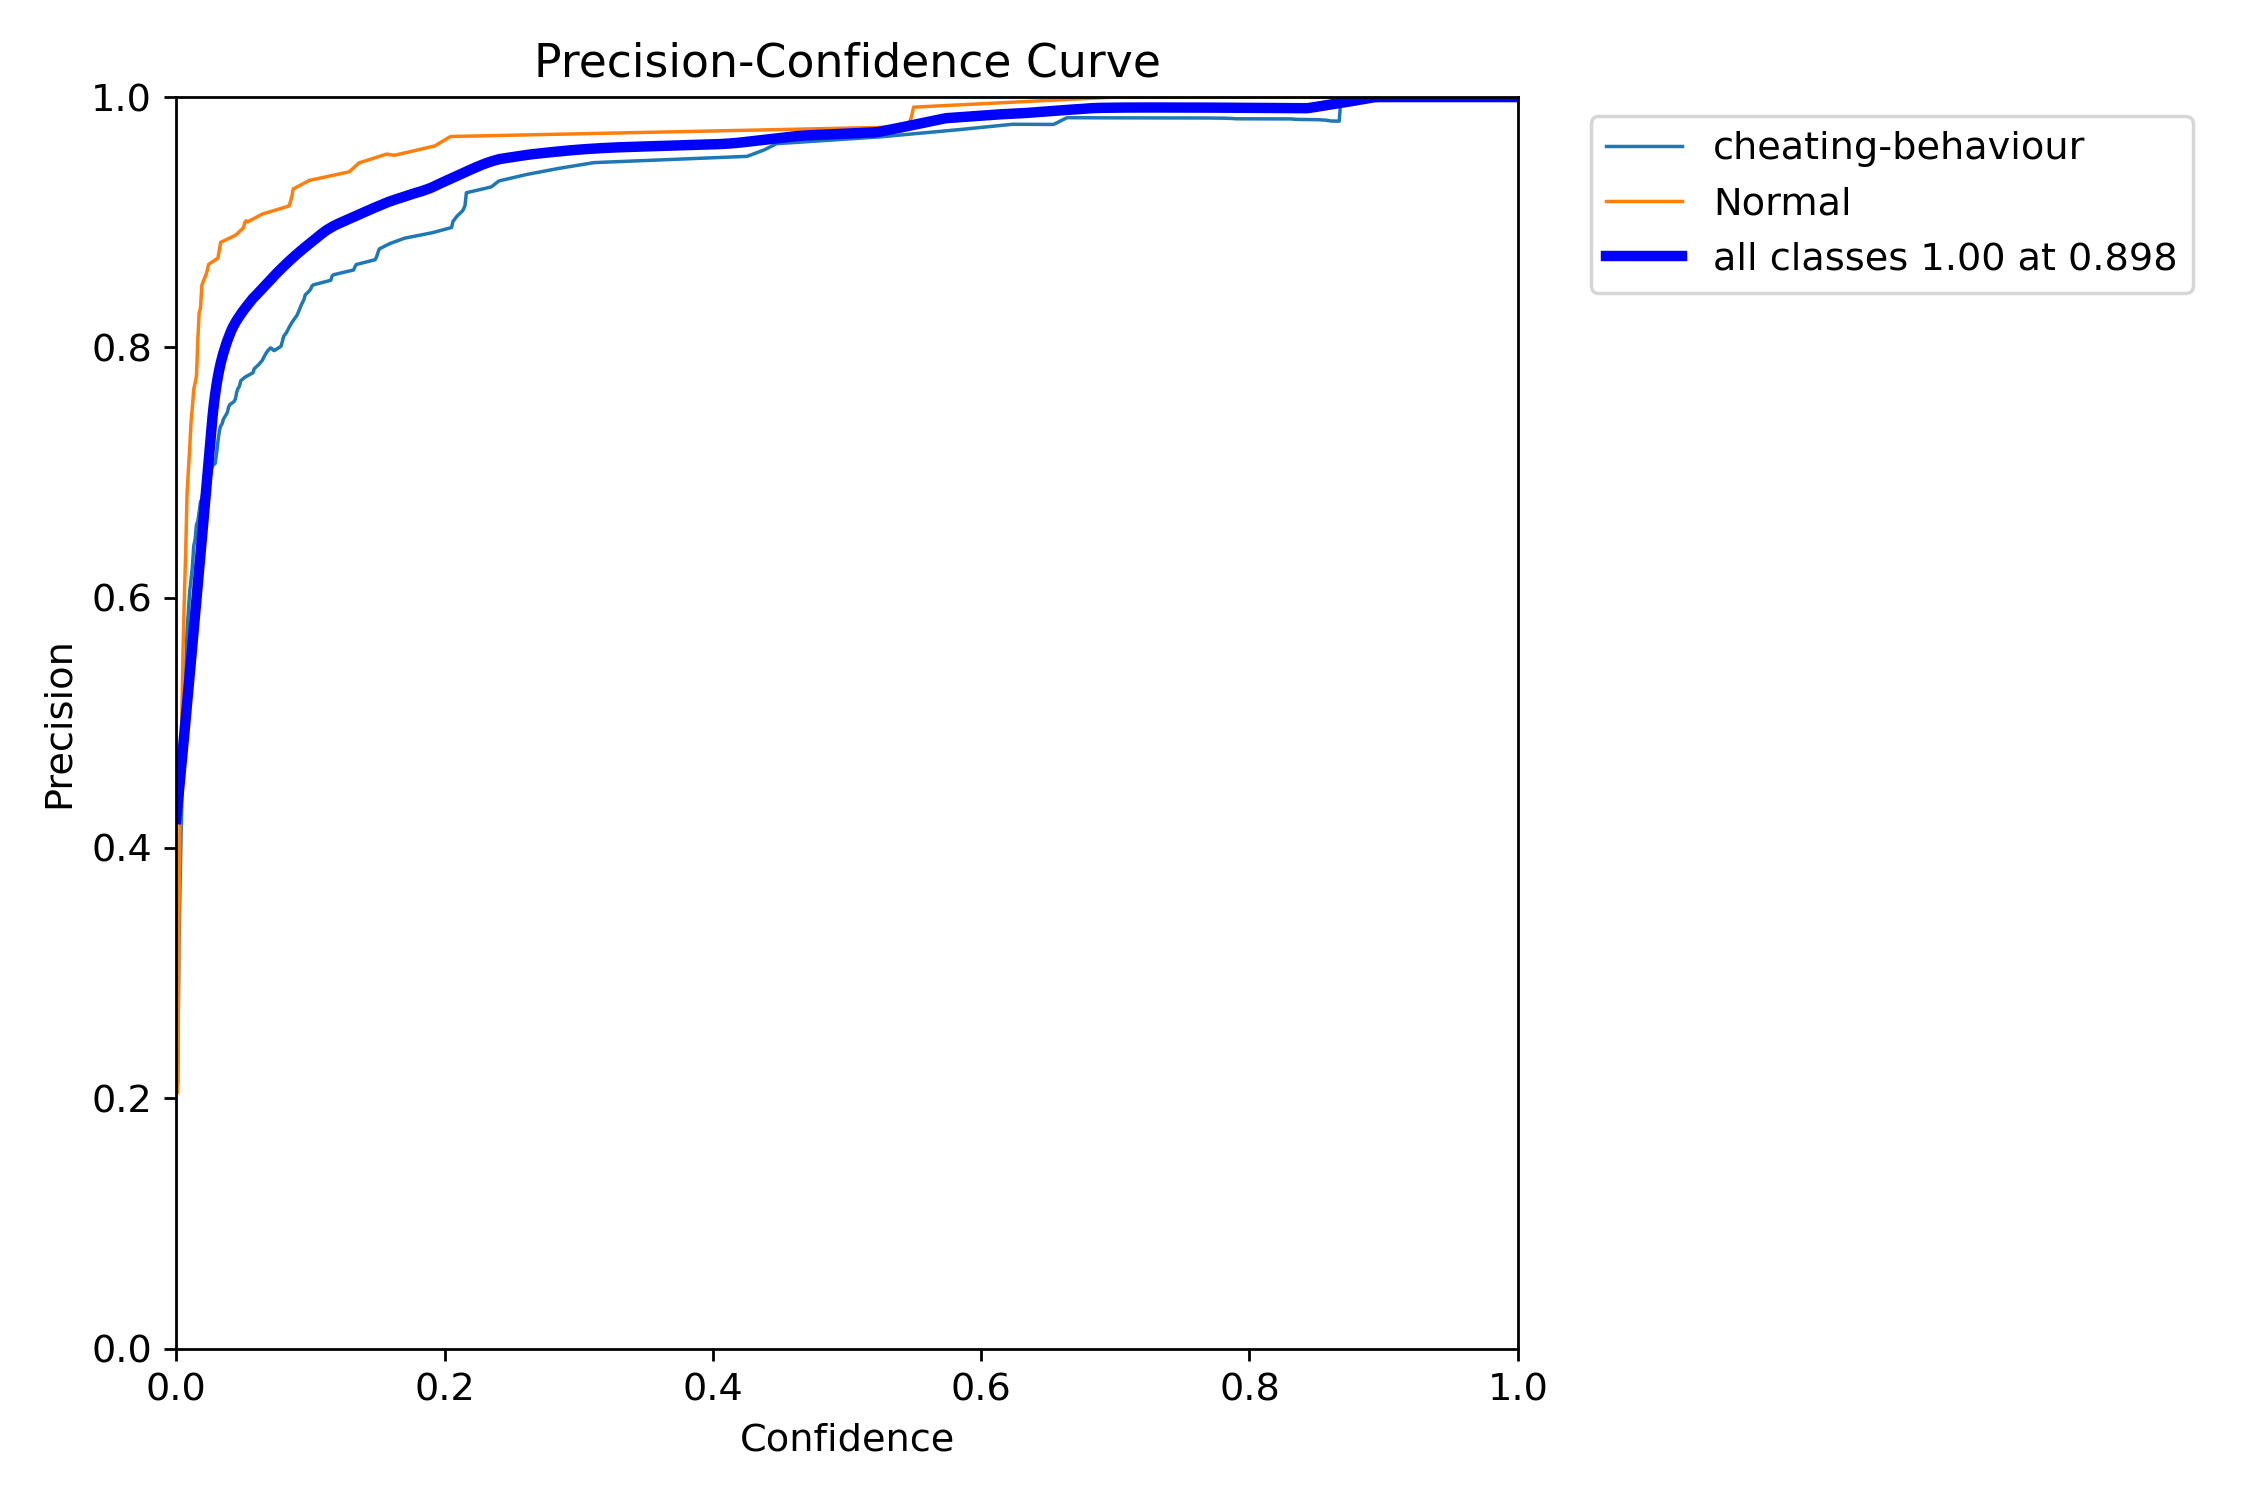 Precision-Confidence Curve
cheating-behaviour
Normal
all classes 1.00 at 0.898
Precision
1.0
0.8
0.6
0.4
0.2
0.0
0.0 0.2 0.4 0.6 0.8 1.0
Confidence